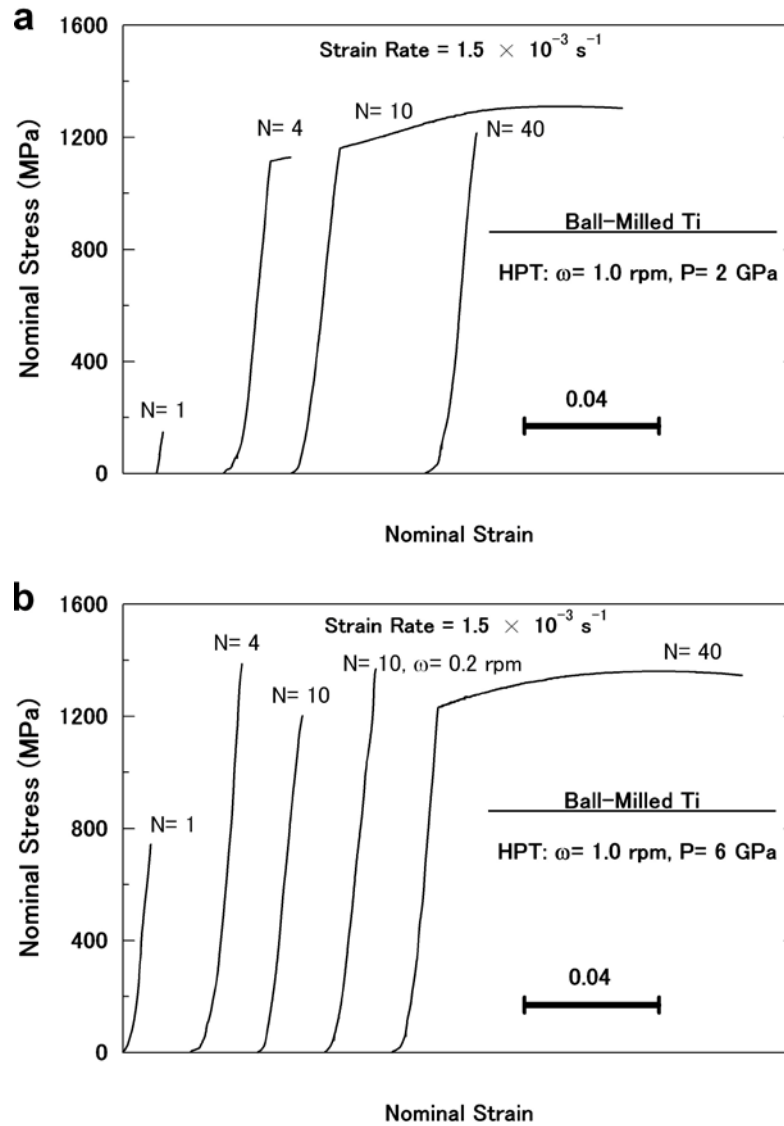 a
1600
1200
800
400
0
Nominal Stress (MPa)
Strain Rate = 1.5 × 10⁻³ s⁻¹
N= 1
N= 4
N= 10
N= 40
Ball-Milled Ti
HPT: ω= 1.0 rpm, P= 2 GPa
0.04
Nominal Strain
b
1600
1200
800
400
0
Nominal Stress (MPa)
Strain Rate = 1.5 × 10⁻³ s⁻¹
N= 1
N= 4
N= 10
N= 10, ω= 0.2 rpm
N= 40
Ball-Milled Ti
HPT: ω= 1.0 rpm, P= 6 GPa
0.04
Nominal Strain